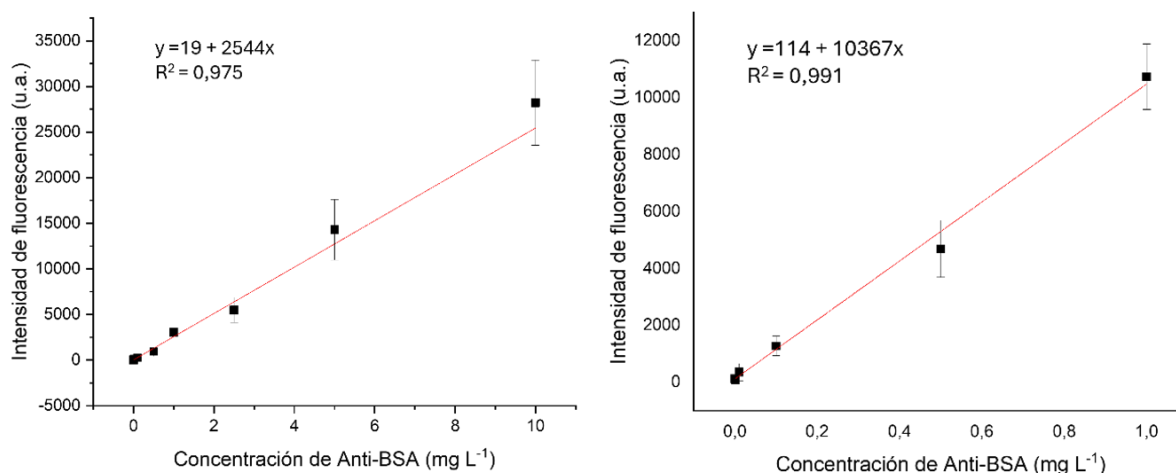 y =19 + 2544x
R² = 0,975
Intensidad de fluorescencia (u.a.)
35000
30000
25000
20000
15000
10000
5000
0
-5000
0 2 4 6 8 10
Concentración de Anti-BSA (mg L⁻¹)
y =114 + 10367x
R² = 0,991
Intensidad de fluorescencia (u.a.)
12000
10000
8000
6000
4000
2000
0
0,0 0,2 0,4 0,6 0,8 1,0
Concentración de Anti-BSA (mg L⁻¹)